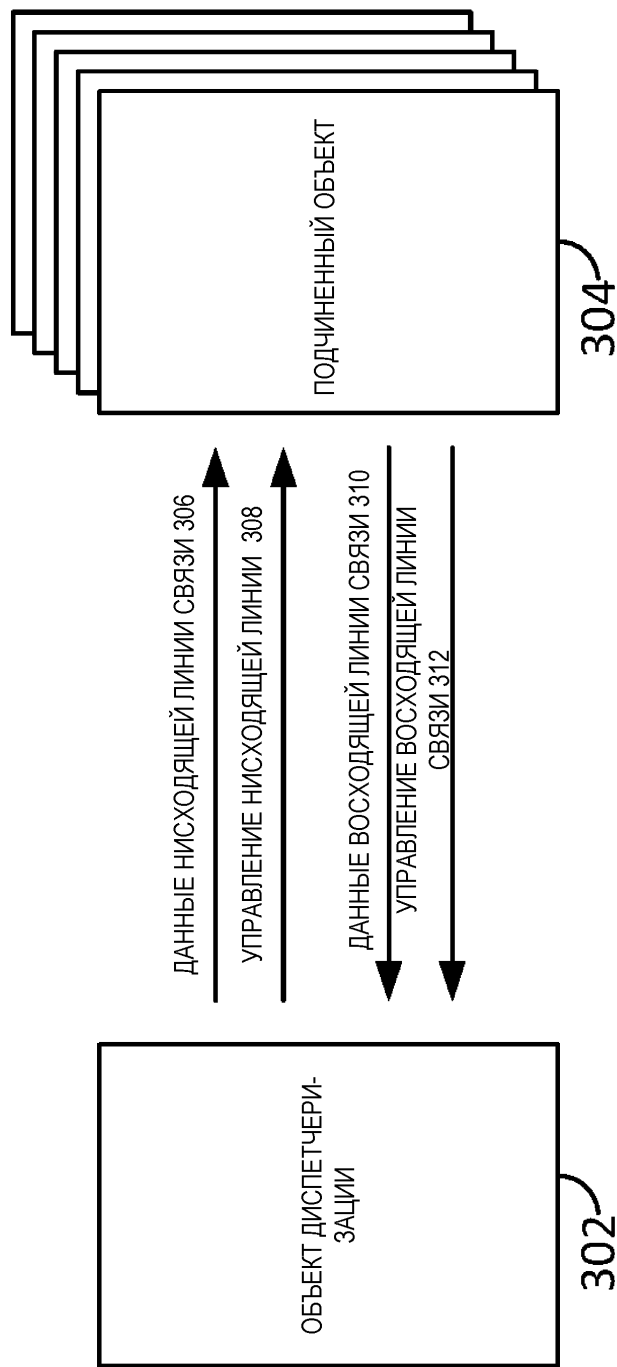 ОБЪЕКТ ДИСПЕТЧЕРИ-
ЗАЦИИ
302
ДАННЫЕ НИСХОДЯЩЕЙ ЛИНИИ СВЯЗИ 306
УПРАВЛЕНИЕ НИСХОДЯЩЕЙ ЛИНИИ 308
ДАННЫЕ ВОСХОДЯЩЕЙ ЛИНИИ СВЯЗИ 310
УПРАВЛЕНИЕ ВОСХОДЯЩЕЙ ЛИНИИ
СВЯЗИ 312
ПОДЧИНЕННЫЙ ОБЪЕКТ
304